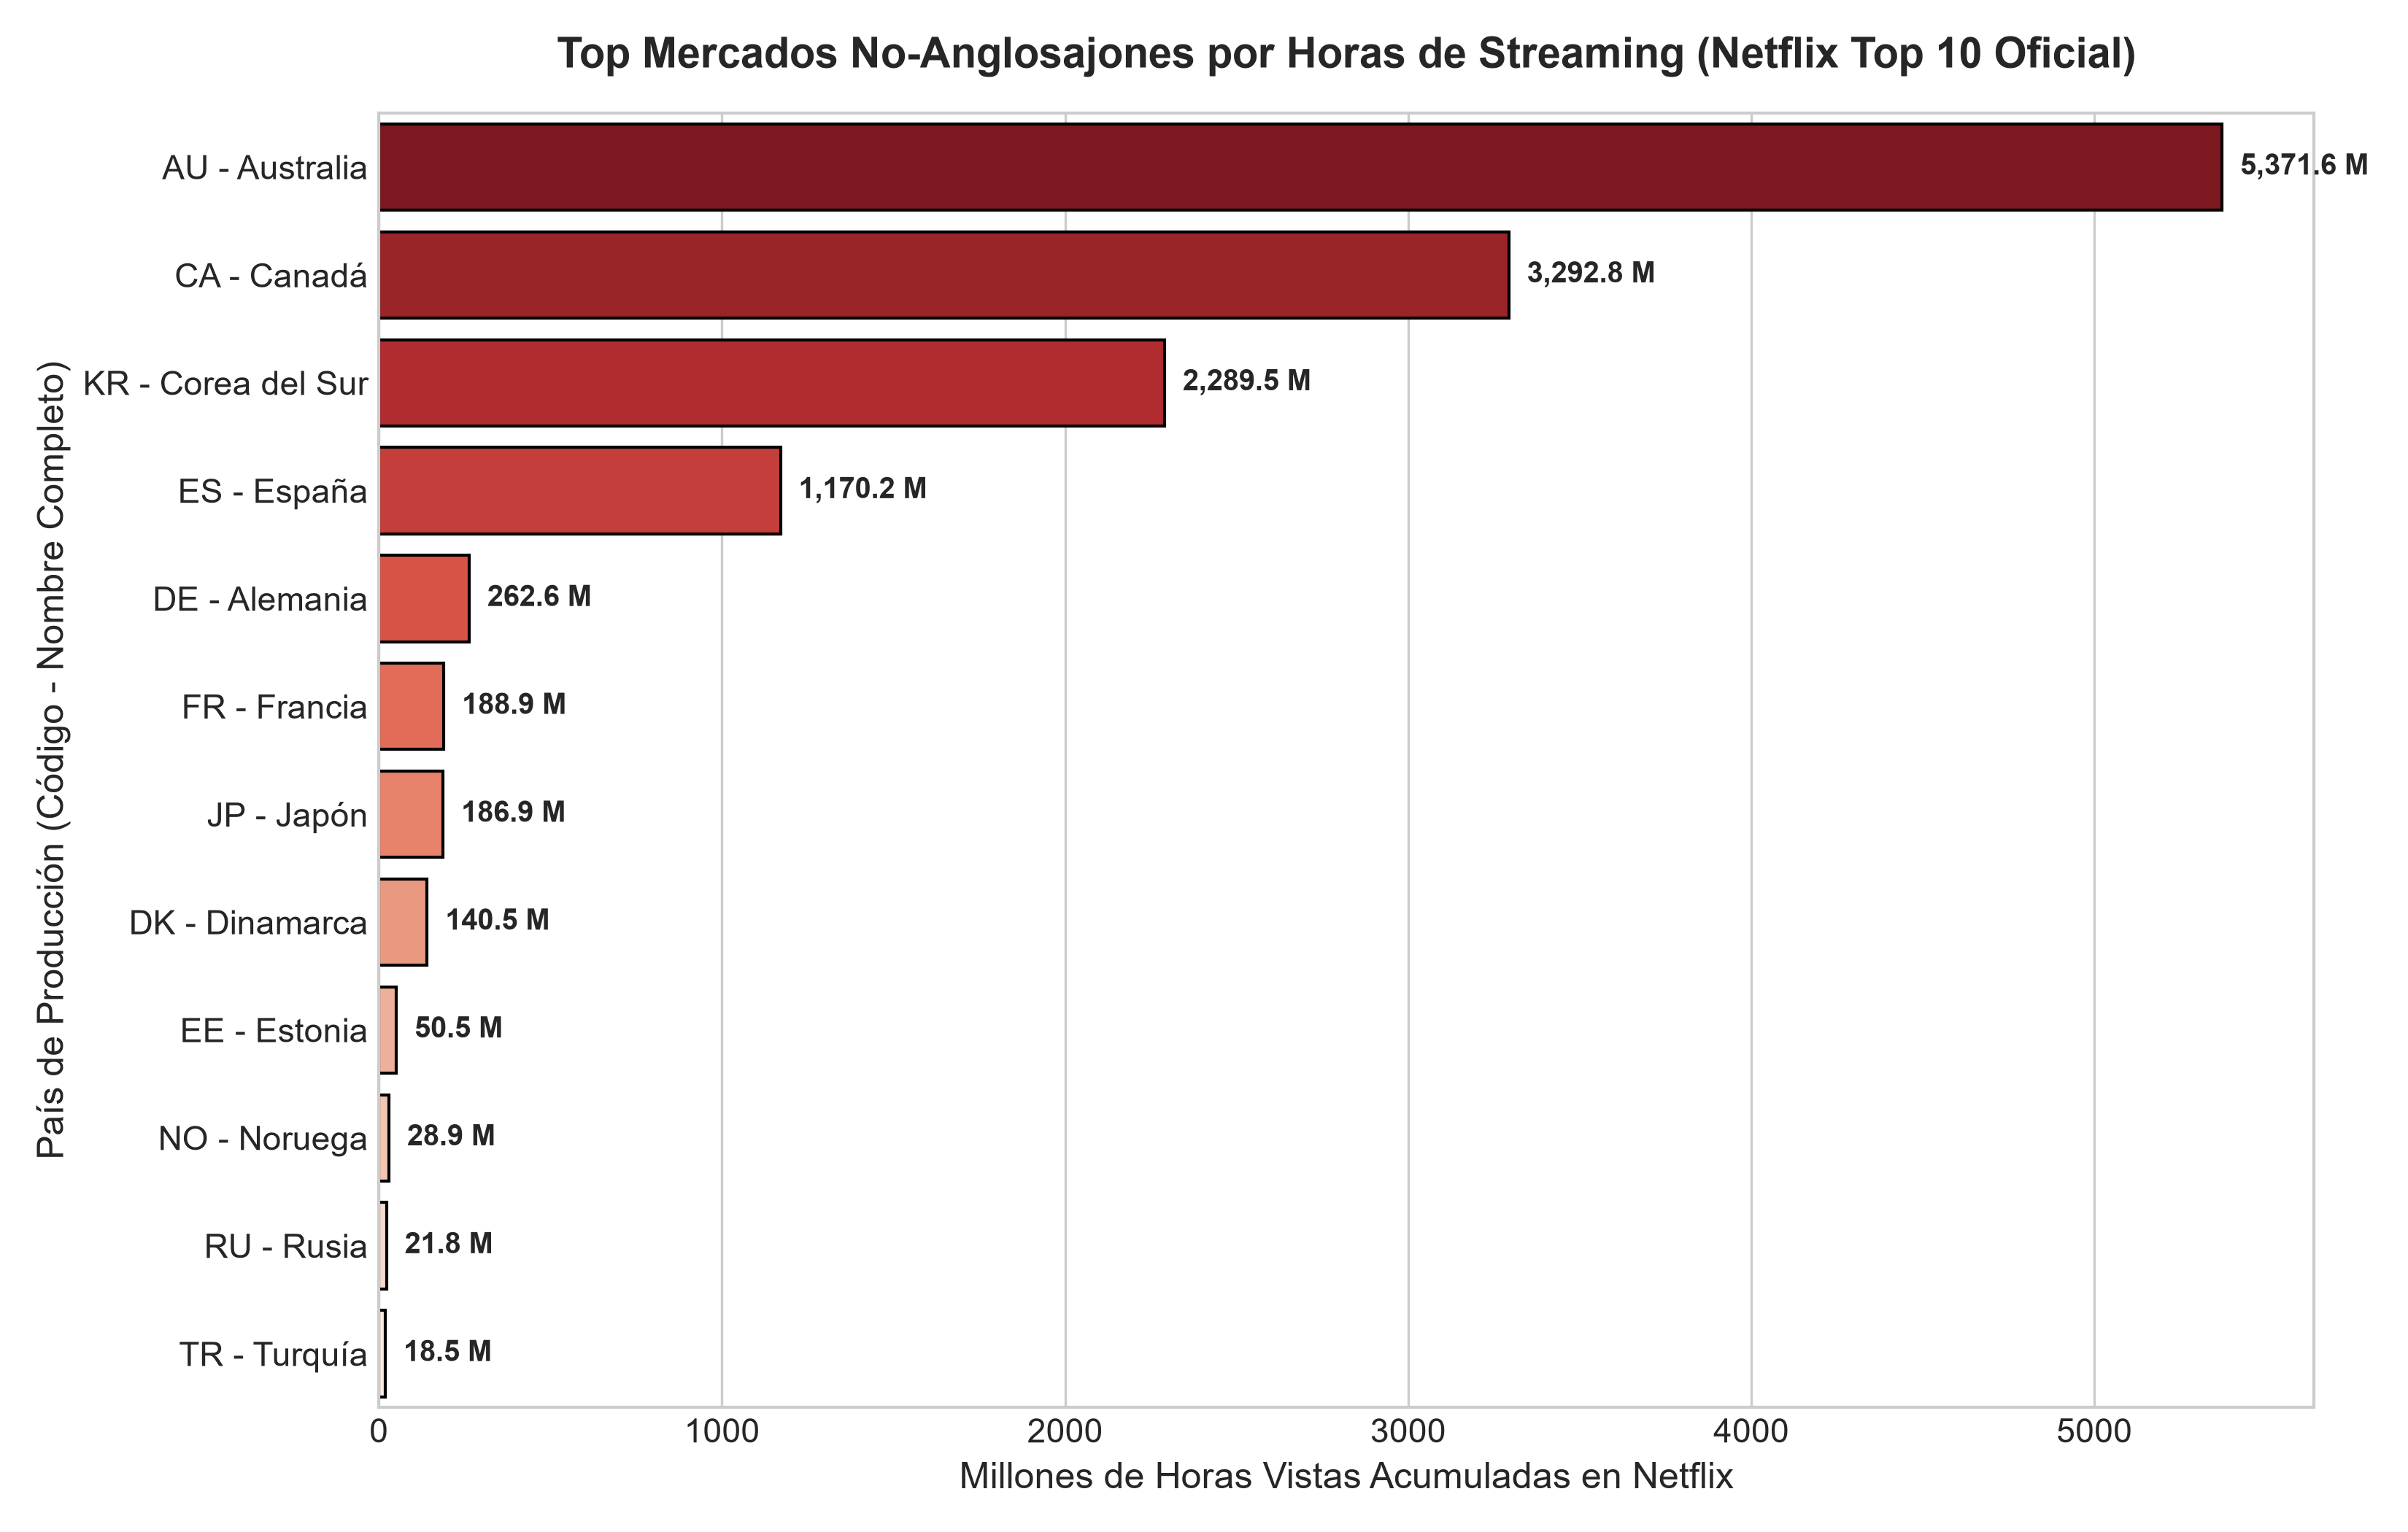 Top Mercados No-Anglosajones por Horas de Streaming (Netflix Top 10 Oficial)
País de Producción (Código - Nombre Completo)
AU - Australia 5,371.6 M
CA - Canadá 3,292.8 M
KR - Corea del Sur 2,289.5 M
ES - España 1,170.2 M
DE - Alemania 262.6 M
FR - Francia 188.9 M
JP - Japón 186.9 M
DK - Dinamarca 140.5 M
EE - Estonia 50.5 M
NO - Noruega 28.9 M
RU - Rusia 21.8 M
TR - Turquía 18.5 M
0 1000 2000 3000 4000 5000
Millones de Horas Vistas Acumuladas en Netflix